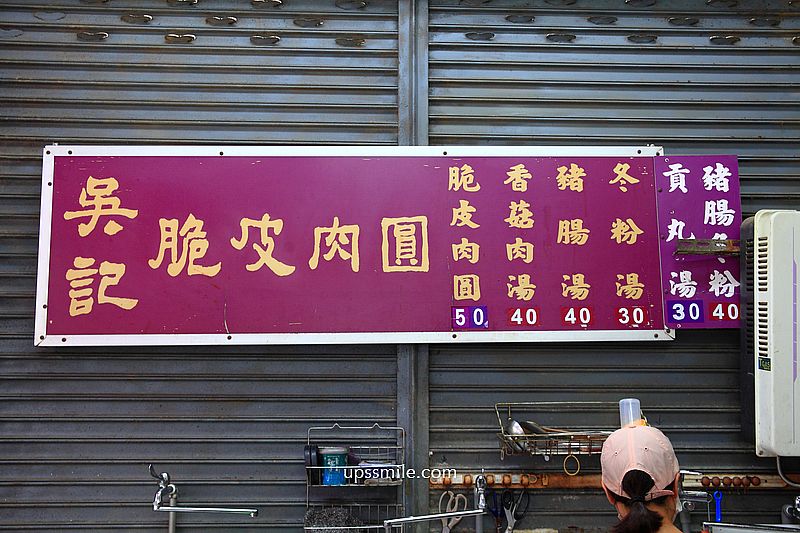 吳記
脆皮肉圓
脆皮肉圓 50
香菇肉湯 40
豬腸湯 40
冬粉湯 30
貢丸湯 30
豬腸冬粉 40
upssmile.com